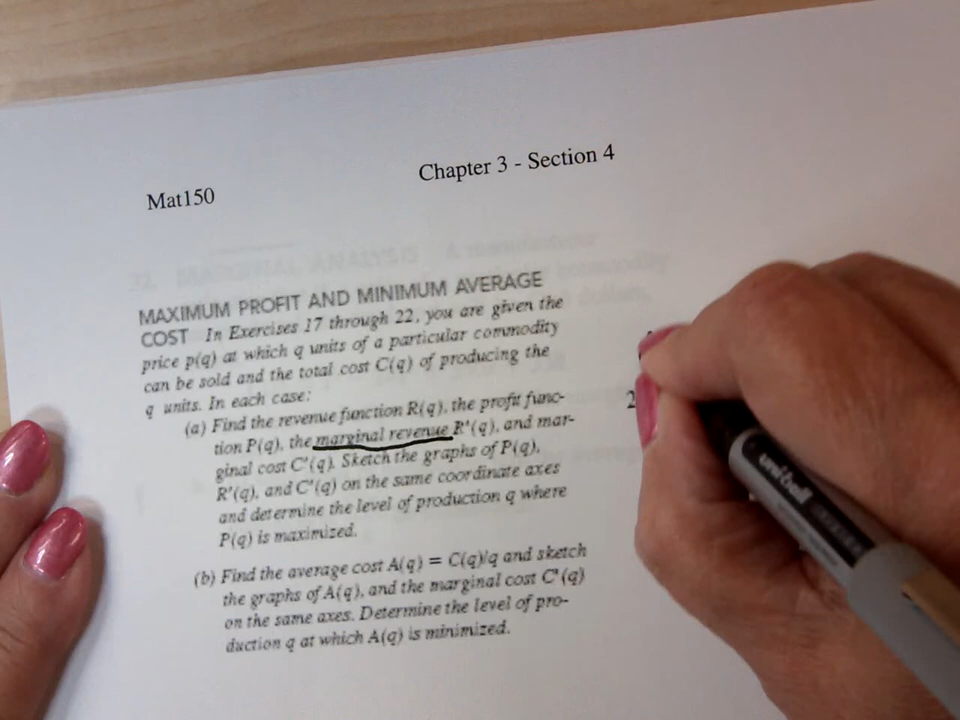 Mat150
Chapter 3 - Section 4
MAXIMUM PROFIT AND MINIMUM AVERAGE
COST In Exercises 17 through 22, you are given the
price p(q) at which q units of a particular commodity
can be sold and the total cost C(q) of producing the
q units. In each case:
(a) Find the revenue function R(q), the profit func-
tion P(q), the marginal revenue R'(q), and mar-
ginal cost C'(q). Sketch the graphs of P(q),
R'(q), and C'(q) on the same coordinate axes
and determine the level of production q where
P(q) is maximized.
(b) Find the average cost A(q) = C(q)/q and sketch
the graphs of A(q), and the marginal cost C'(q)
on the same axes. Determine the level of pro-
duction q at which A(q) is minimized.
2
uni-ball